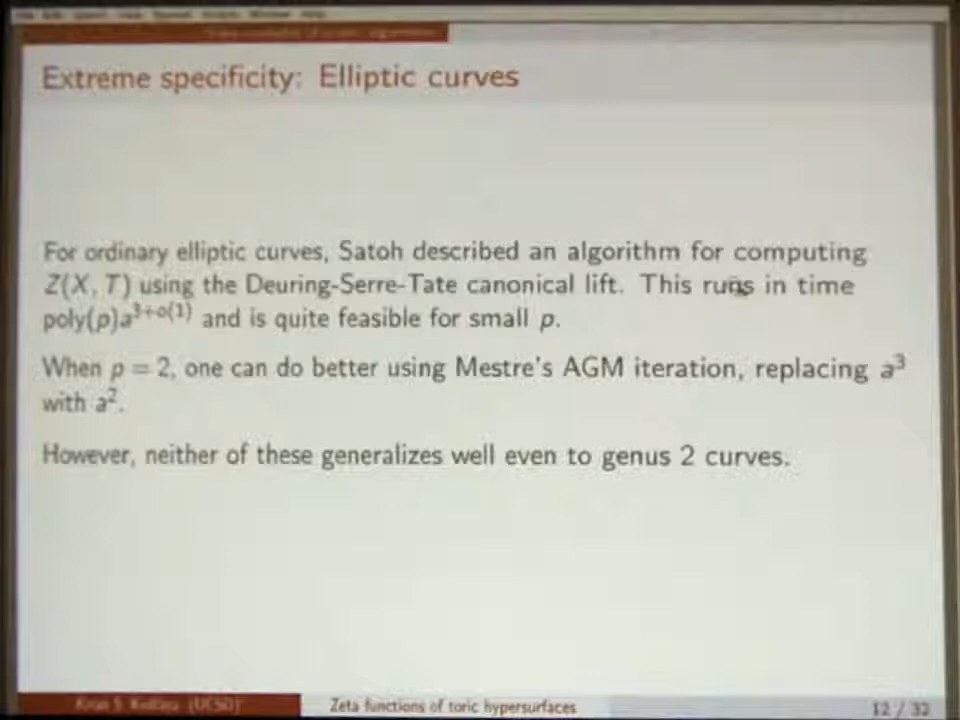 Extreme specificity: Elliptic curves
For ordinary elliptic curves, Satoh described an algorithm for computing
Z(X, T) using the Deuring-Serre-Tate canonical lift. This runs in time
poly(p)a^{3+o(1)} and is quite feasible for small p.
When p = 2, one can do better using Mestre's AGM iteration, replacing a³
with a².
However, neither of these generalizes well even to genus 2 curves.
(UCSD)
Zeta functions of toric hypersurfaces
12 / 32